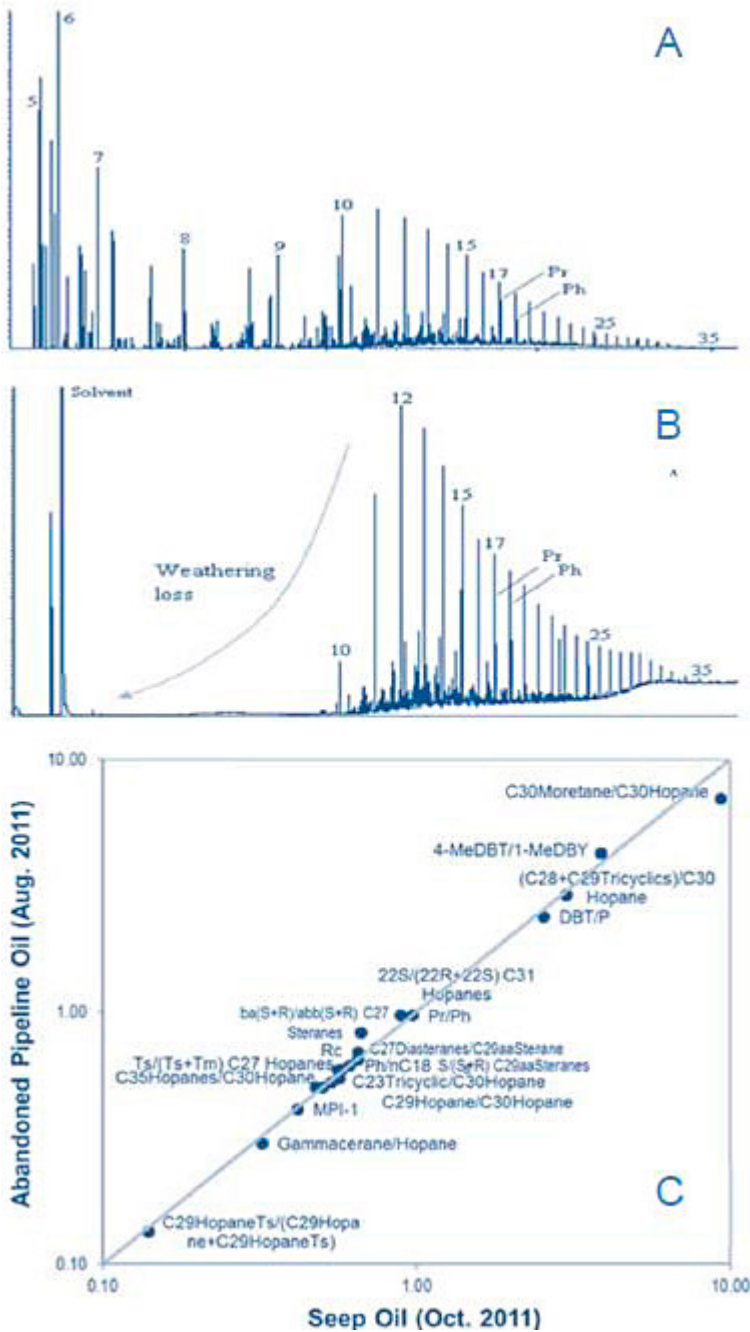 6
A
5
7
10
8
9
15
17
Pr
Ph
25
35
Solvent
12
B
A
15
Weathering
loss
17
Pr
Ph
10
25
35
10.00
C30Moretane/C30Hopane
4-MeDBT/1-MeDBY
(C28+C29Tricyclics)/C30
Hopane
DBT/P
22S/(22R+22S) C31
Hopanes
ba(S+R)/abb(S+R) C27
Steranes
1.00
Pr/Ph
Rc
C27Diasteranes/C29aaSterane
Ts/(Ts+Tm) C27 Hopanes
Ph/nC18 S/(S+R) C29aaSteranes
C35Hopanes/C30Hopane
C23Tricyclic/C30Hopane
C29Hopane/C30Hopane
MPI-1
Gammacerane/Hopane
C
C29HopaneTs/(C29Hopa
ne+C29HopaneTs)
0.10
0.10
1.00
10.00
Abandoned Pipeline Oil (Aug. 2011)
Seep Oil (Oct. 2011)